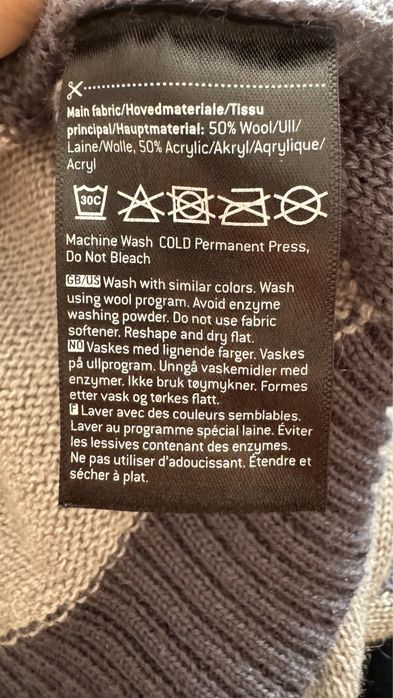 Main fabric/Hovedmateriale/Tissu
principal/Hauptmaterial: 50% Wool/Ull/
Laine/Wolle, 50% Acrylic/Akryl/Aqrylique/
Acryl
30C
Machine Wash COLD Permanent Press,
Do Not Bleach
GB/US Wash with similar colors. Wash
using wool program. Avoid enzyme
washing powder. Do not use fabric
softener. Reshape and dry flat.
NO Vaskes med lignende farger. Vaskes
på ullprogram. Unngå vaskemidler med
enzymer. Ikke bruk tøymykner. Formes
etter vask og tørkes flatt.
F Laver avec des couleurs semblables.
Laver au programme spécial laine. Éviter
les lessives contenant des enzymes.
Ne pas utiliser d'adoucissant. Étendre et
sécher à plat.